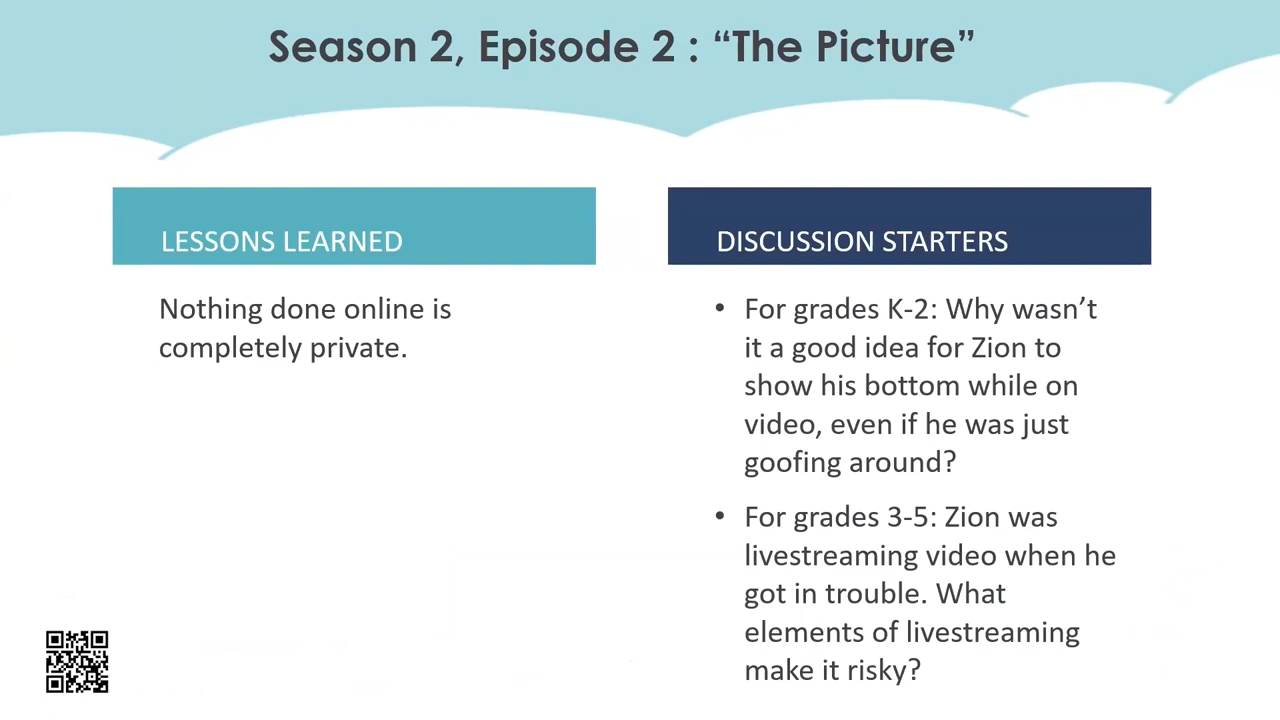 Season 2, Episode 2 : “The Picture”
LESSONS LEARNED
Nothing done online is
completely private.
DISCUSSION STARTERS
• For grades K-2: Why wasn’t
it a good idea for Zion to
show his bottom while on
video, even if he was just
goofing around?
• For grades 3-5: Zion was
livestreaming video when he
got in trouble. What
elements of livestreaming
make it risky?